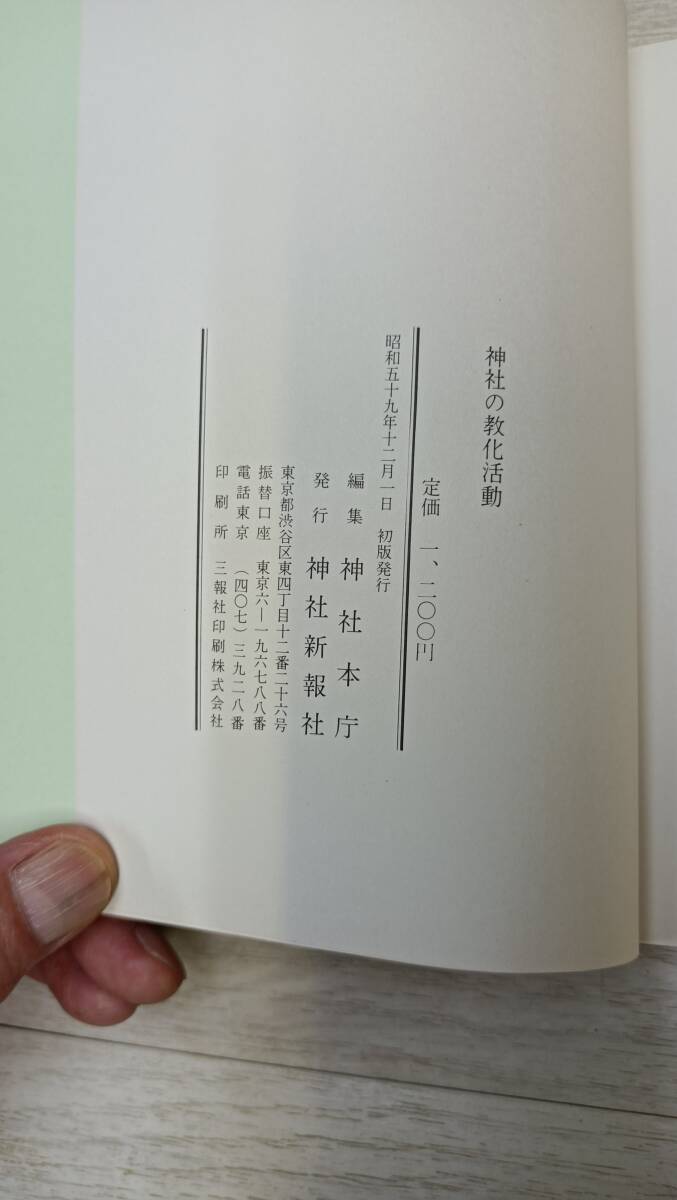 神社の教化活動
定価 一、二〇〇円
昭和五十九年十二月一日 初版発行
編集 神社本庁
発行 神社新報社
東京都渋谷区東四丁目十二番二十六号
振替口座 東京六―一九六七八八番
電話東京 (四〇七)三九二八番
印刷所 三報社印刷株式会社